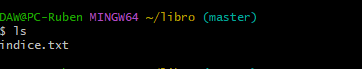 DAW@PC-Ruben MINGW64 ~/libro (master)
$ ls
indice.txt